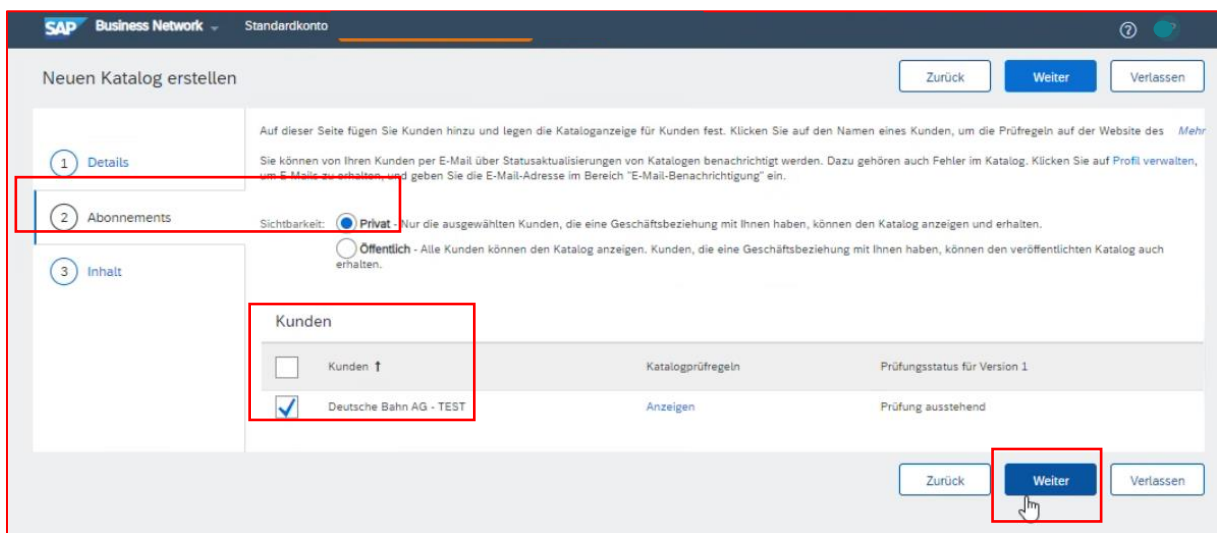 SAP Business Network Standardkonto
Neuen Katalog erstellen
Zurück Weiter Verlassen
1 Details
2 Abonnements
3 Inhalt
Auf dieser Seite fügen Sie Kunden hinzu und legen die Kataloganzeige für Kunden fest. Klicken Sie auf den Namen eines Kunden, um die Prüfregeln auf der Website des Mehr
Sie können von Ihren Kunden per E-Mail über Statusaktualisierungen von Katalogen benachrichtigt werden. Dazu gehören auch Fehler im Katalog. Klicken Sie auf Profil verwalten,
um E-Mails zu erhalten, und geben Sie die E-Mail-Adresse im Bereich "E-Mail-Benachrichtigung" ein.
Sichtbarkeit: Privat - Nur die ausgewählten Kunden, die eine Geschäftsbeziehung mit Ihnen haben, können den Katalog anzeigen und erhalten.
Öffentlich - Alle Kunden können den Katalog anzeigen. Kunden, die eine Geschäftsbeziehung mit Ihnen haben, können den veröffentlichten Katalog auch
erhalten.
Kunden
Kunden ↑ Katalogprüfregeln Prüfungsstatus für Version 1
Deutsche Bahn AG - TEST Anzeigen Prüfung ausstehend
Zurück Weiter Verlassen